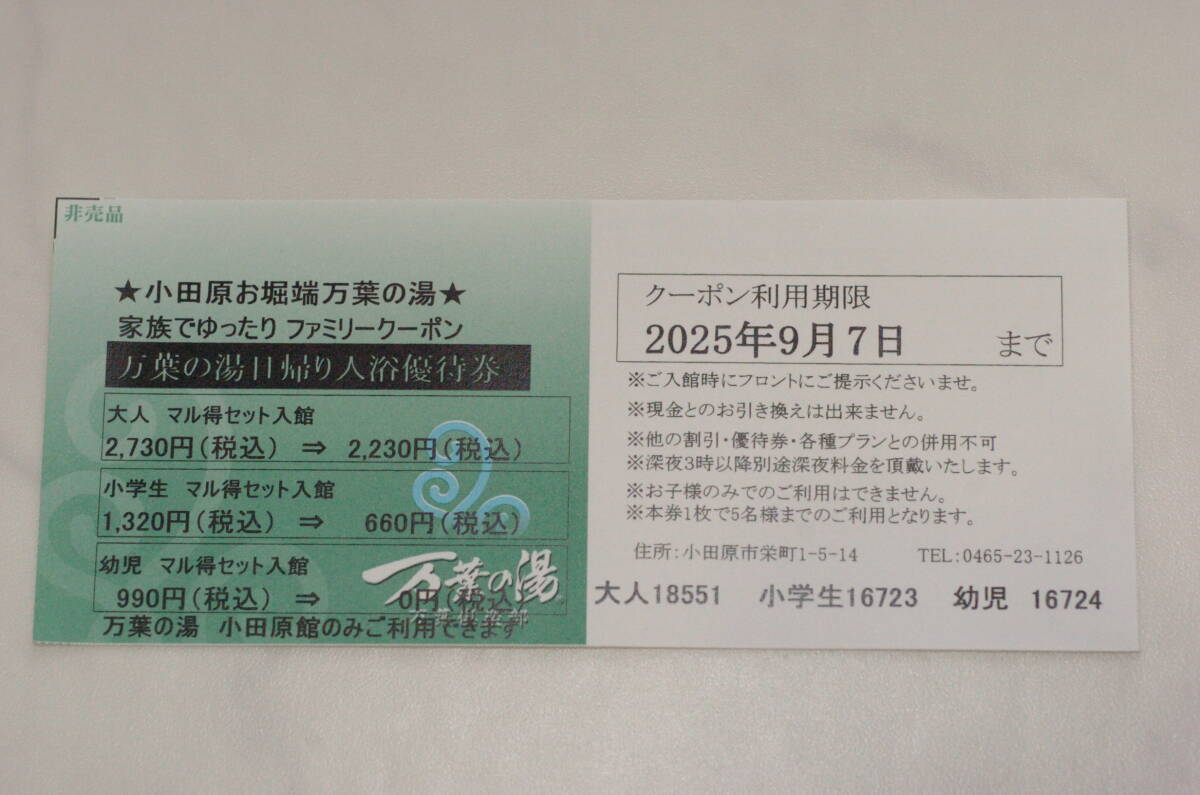 非売品
★小田原お堀端万葉の湯★
家族でゆったり ファミリークーポン
万葉の湯日帰り入浴優待券
大人 マル得セット入館
2,730円(税込) ⇒ 2,230円(税込)
小学生 マル得セット入館
1,320円(税込) ⇒ 660円(税込)
幼児 マル得セット入館
990円(税込) ⇒ 0円(税込)
万葉の湯
万葉の湯 小田原館のみご利用できます
クーポン利用期限
2025年9月7日 まで
※ご入館時にフロントにご提示くださいませ。
※現金とのお引き換えは出来ません。
※他の割引・優待券・各種プランとの併用不可
※深夜3時以降別途深夜料金を頂戴いたします。
※お子様のみでのご利用はできません。
※本券1枚で5名様までのご利用となります。
住所:小田原市栄町1-5-14 TEL:0465-23-1126
大人18551 小学生16723 幼児 16724